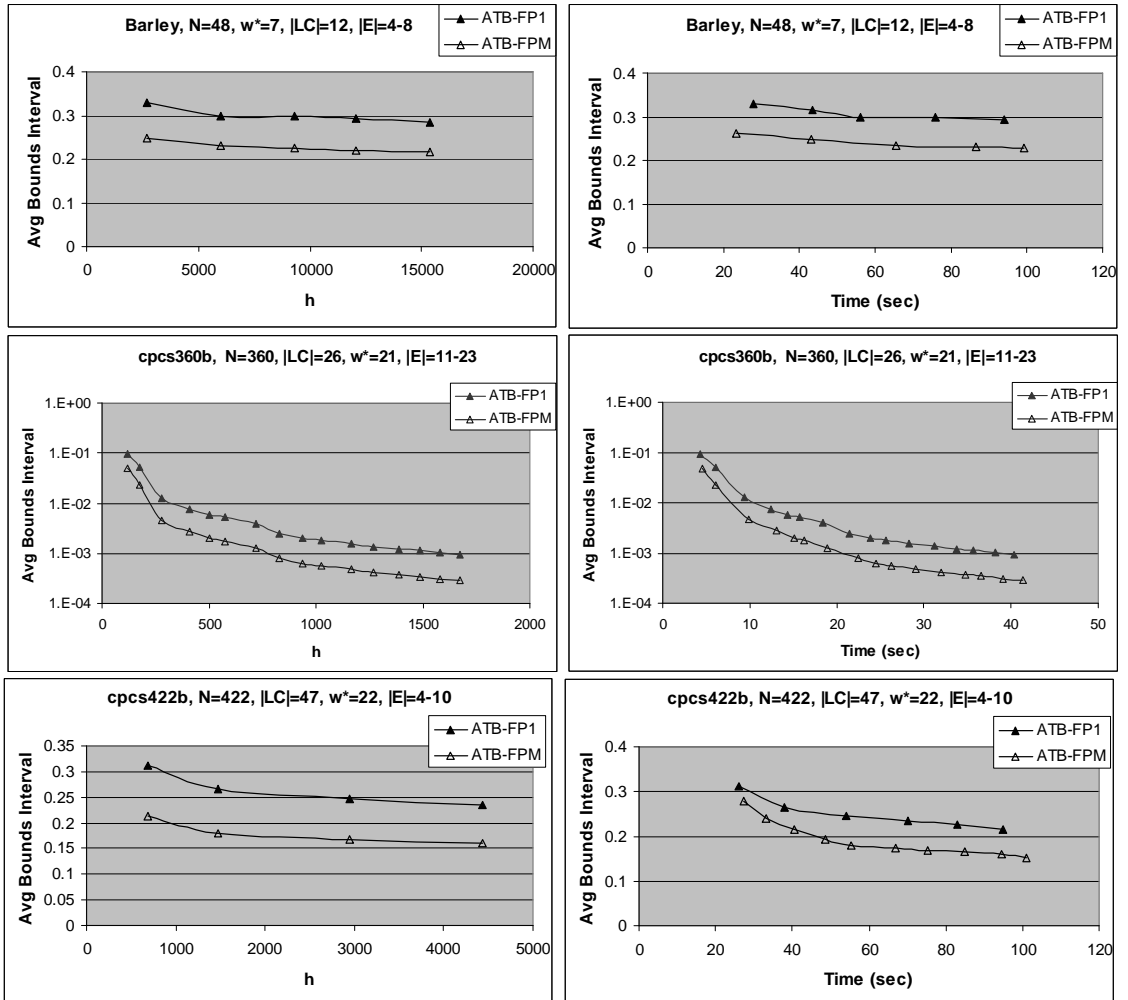 Barley, N=48, w*=7, |LC|=12, |E|=4-8
ATB-FP1
ATB-FPM
Avg Bounds Interval
0.4
0.3
0.2
0.1
0
0 5000 10000 15000 20000
h
Barley, N=48, w*=7, |LC|=12, |E|=4-8
ATB-FP1
ATB-FPM
Avg Bounds Interval
0.4
0.3
0.2
0.1
0
0 20 40 60 80 100 120
Time (sec)
cpcs360b, N=360, |LC|=26, w*=21, |E|=11-23
ATB-FP1
ATB-FPM
Avg Bounds Interval
1.E+00
1.E-01
1.E-02
1.E-03
1.E-04
0 500 1000 1500 2000
h
cpcs360b, N=360, |LC|=26, w*=21, |E|=11-23
ATB-FP1
ATB-FPM
Avg Bounds Interval
1.E+00
1.E-01
1.E-02
1.E-03
1.E-04
0 10 20 30 40 50
Time (sec)
cpcs422b, N=422, |LC|=47, w*=22, |E|=4-10
ATB-FP1
ATB-FPM
Avg Bounds Interval
0.35
0.3
0.25
0.2
0.15
0.1
0.05
0
0 1000 2000 3000 4000 5000
h
cpcs422b, N=422, |LC|=47, w*=22, |E|=4-10
ATB-FP1
ATB-FPM
Avg Bounds Interval
0.4
0.3
0.2
0.1
0
0 20 40 60 80 100 120
Time (sec)